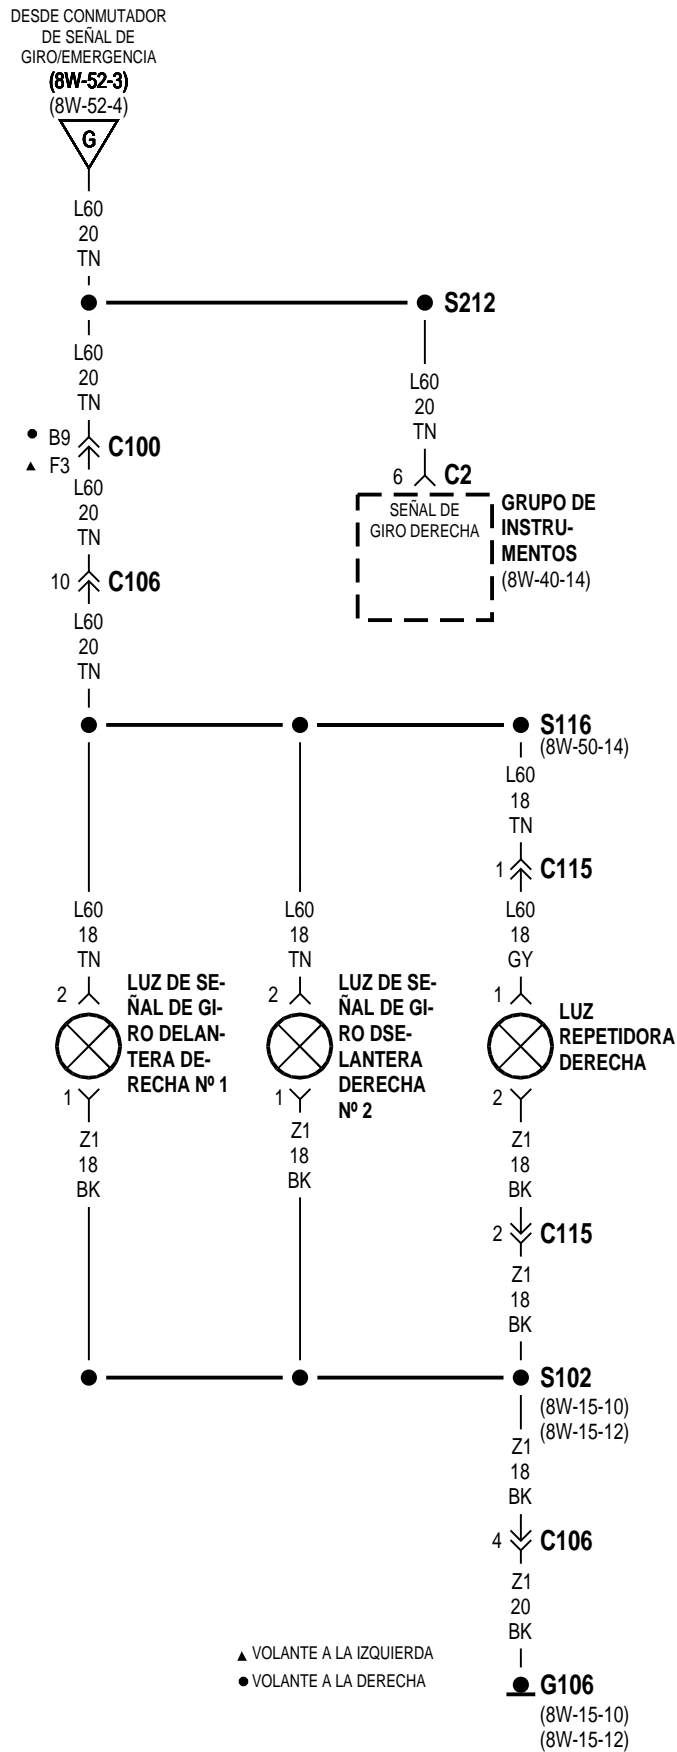 DESDE CONMUTADOR
DE SEÑAL DE
GIRO/EMERGENCIA
(8W-52-3)
(8W-52-4)
G
L60
20
TN
S212
L60
20
TN
L60
20
TN
● B9
▲ F3
C100
6
C2
L60
20
TN
SEÑAL DE
GIRO DERECHA
GRUPO DE
INSTRU-
MENTOS
(8W-40-14)
10
C106
L60
20
TN
S116
(8W-50-14)
L60
18
TN
1
C115
L60
18
TN
L60
18
TN
L60
18
GY
2
LUZ DE SE-
ÑAL DE GI-
RO DELAN-
TERA DE-
RECHA Nº 1
1
2
LUZ DE SE-
ÑAL DE GI-
RO DSE-
LANTERA
DERECHA
Nº 2
1
1
LUZ
REPETIDORA
DERECHA
2
Z1
18
BK
Z1
18
BK
Z1
18
BK
2
C115
Z1
18
BK
S102
(8W-15-10)
(8W-15-12)
Z1
18
BK
4
C106
Z1
20
BK
▲ VOLANTE A LA IZQUIERDA
● VOLANTE A LA DERECHA
G106
(8W-15-10)
(8W-15-12)